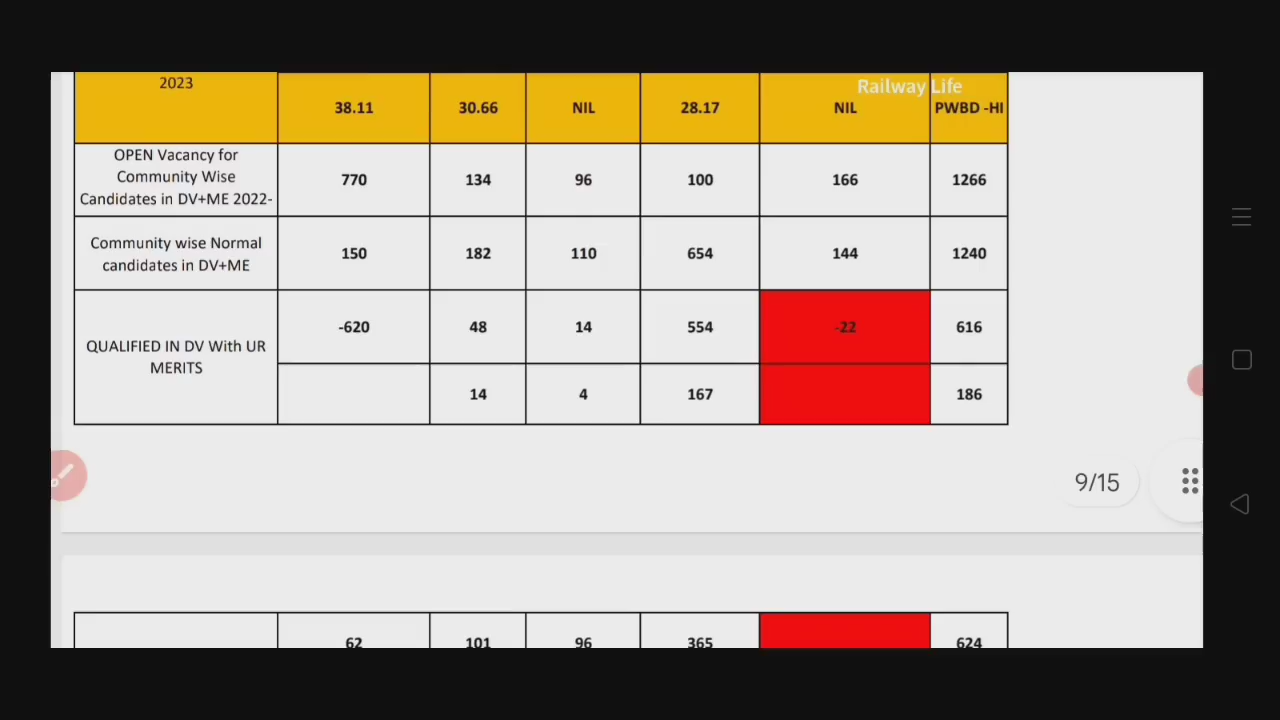 Railway Life
2023
38.11 30.66 NIL 28.17 NIL PWBD -HI
OPEN Vacancy for
Community Wise
Candidates in DV+ME 2022-
770 134 96 100 166 1266
Community wise Normal
candidates in DV+ME
150 182 110 654 144 1240
QUALIFIED IN DV With UR
MERITS
-620 48 14 554 -22 616
14 4 167 186
9/15
62 101 96 365 624